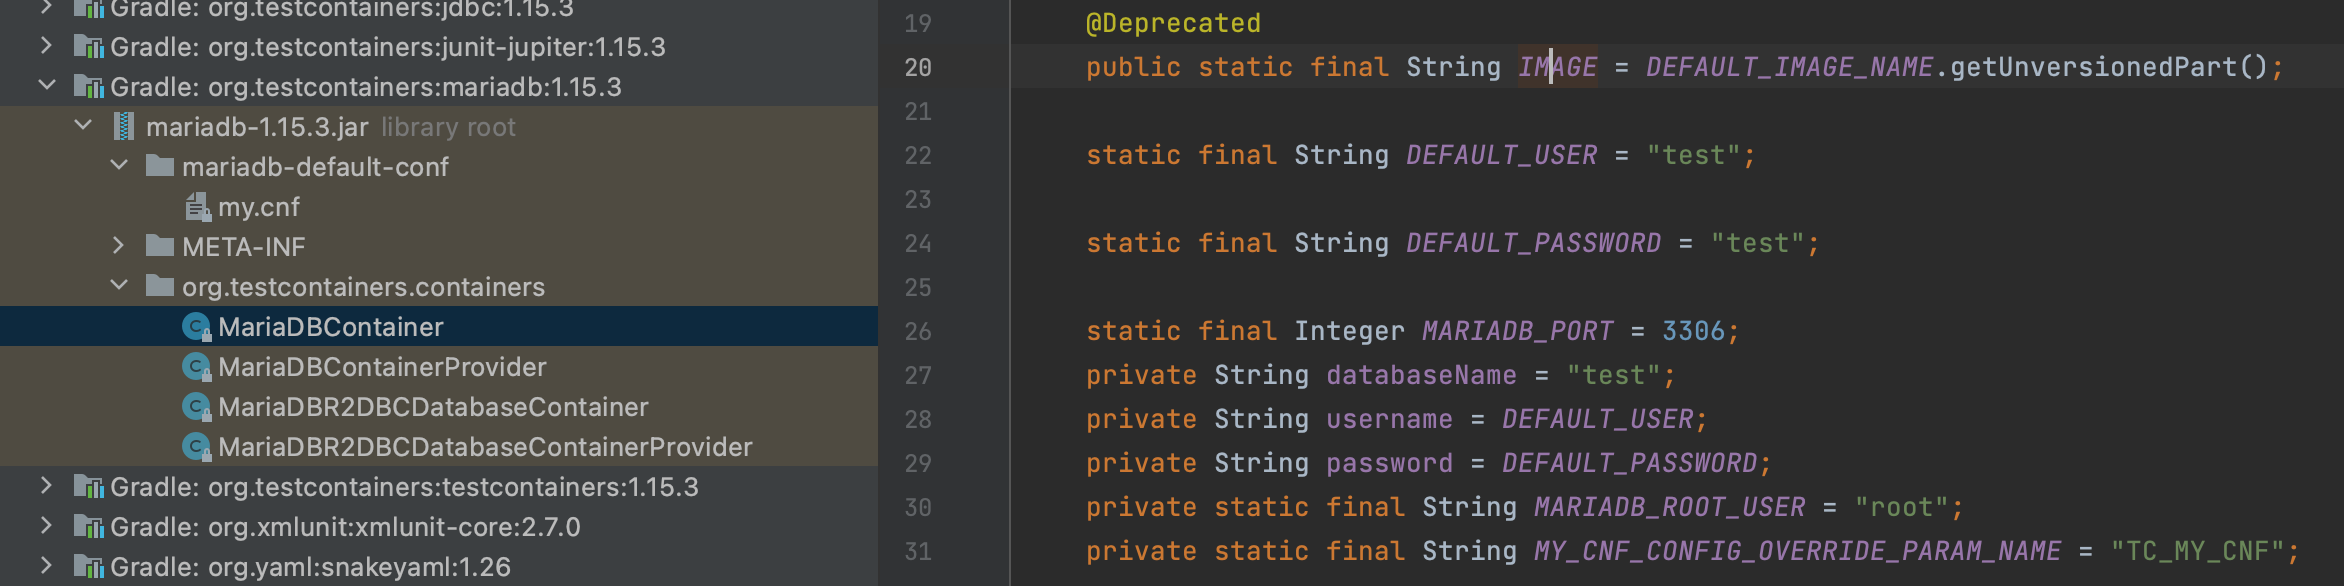 Gradle: org.testcontainers:jdbc:1.15.3
Gradle: org.testcontainers:junit-jupiter:1.15.3
Gradle: org.testcontainers:mariadb:1.15.3
mariadb-1.15.3.jar library root
mariadb-default-conf
my.cnf
META-INF
org.testcontainers.containers
MariaDBContainer
MariaDBContainerProvider
MariaDBR2DBCDatabaseContainer
MariaDBR2DBCDatabaseContainerProvider
Gradle: org.testcontainers:testcontainers:1.15.3
Gradle: org.xmlunit:xmlunit-core:2.7.0
Gradle: org.yaml:snakeyaml:1.26
19 @Deprecated
20 public static final String IMAGE = DEFAULT_IMAGE_NAME.getUnversionedPart();
21
22 static final String DEFAULT_USER = "test";
23
24 static final String DEFAULT_PASSWORD = "test";
25
26 static final Integer MARIADB_PORT = 3306;
27 private String databaseName = "test";
28 private String username = DEFAULT_USER;
29 private String password = DEFAULT_PASSWORD;
30 private static final String MARIADB_ROOT_USER = "root";
31 private static final String MY_CNF_CONFIG_OVERRIDE_PARAM_NAME = "TC_MY_CNF";